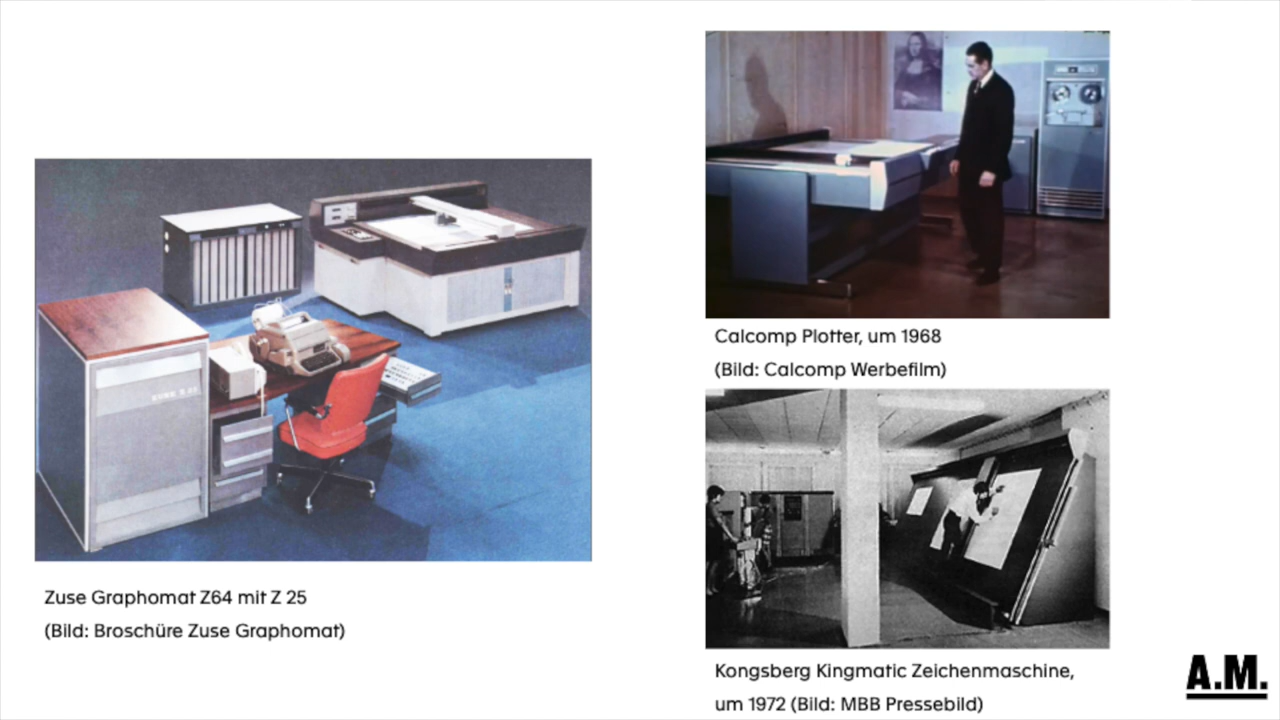 Zuse Graphomat Z64 mit Z 25
(Bild: Broschüre Zuse Graphomat)
Calcomp Plotter, um 1968
(Bild: Calcomp Werbefilm)
Kongsberg Kingmatic Zeichenmaschine,
um 1972 (Bild: MBB Pressebild)
A.M.